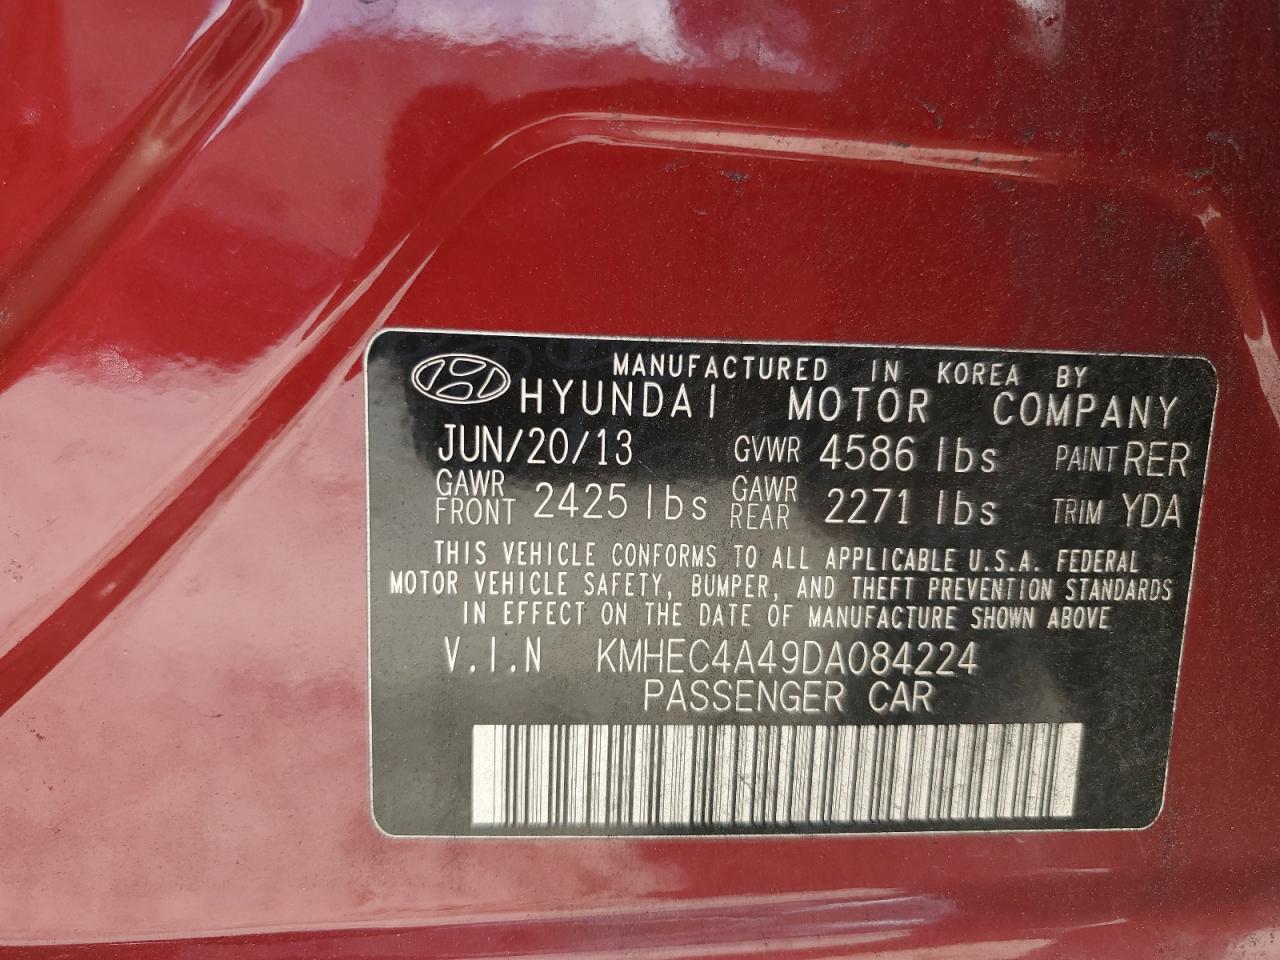 MANUFACTURED IN KOREA BY
HYUNDAI MOTOR COMPANY
JUN/20/13 GVWR 4586 lbs PAINT RER
GAWR FRONT 2425 lbs GAWR REAR 2271 lbs TRIM YDA
THIS VEHICLE CONFORMS TO ALL APPLICABLE U.S.A. FEDERAL
MOTOR VEHICLE SAFETY, BUMPER, AND THEFT PREVENTION STANDARDS
IN EFFECT ON THE DATE OF MANUFACTURE SHOWN ABOVE
V.I.N KMHEC4A49DA084224
PASSENGER CAR